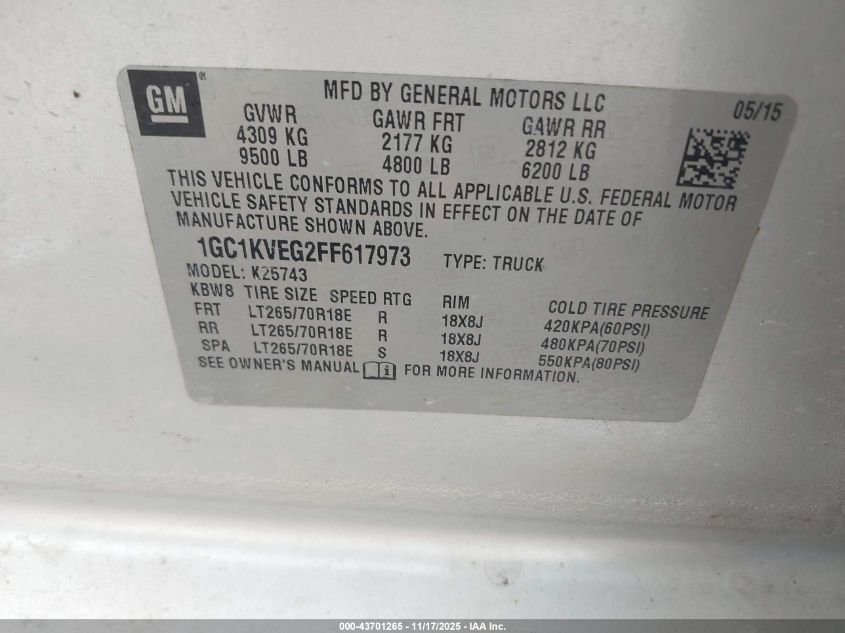 GM ®
MFD BY GENERAL MOTORS LLC 05/15
GVWR GAWR FRT GAWR RR
4309 KG 2177 KG 2812 KG
9500 LB 4800 LB 6200 LB
THIS VEHICLE CONFORMS TO ALL APPLICABLE U.S. FEDERAL MOTOR
VEHICLE SAFETY STANDARDS IN EFFECT ON THE DATE OF
MANUFACTURE SHOWN ABOVE.
1GC1KVEG2FF617973 TYPE: TRUCK
MODEL: K25743
KBW8 TIRE SIZE SPEED RTG RIM COLD TIRE PRESSURE
FRT LT265/70R18E R 18X8J 420KPA(60PSI)
RR LT265/70R18E R 18X8J 480KPA(70PSI)
SPA LT265/70R18E S 18X8J 550KPA(80PSI)
SEE OWNER'S MANUAL FOR MORE INFORMATION.
000-43701265 - 11/17/2025 - IAA Inc.